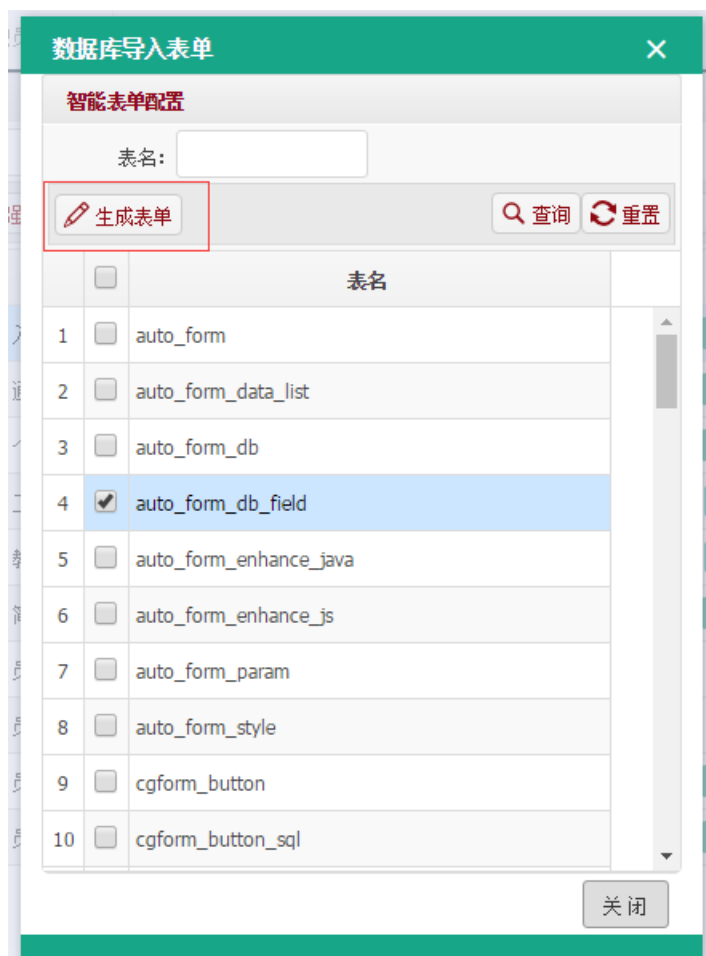 数据库导入表单
智能表单配置
表名:
生成表单 查询 重置
表名
1 auto_form
2 auto_form_data_list
3 auto_form_db
4 auto_form_db_field
5 auto_form_enhance_java
6 auto_form_enhance_js
7 auto_form_param
8 auto_form_style
9 cgform_button
10 cgform_button_sql
关闭